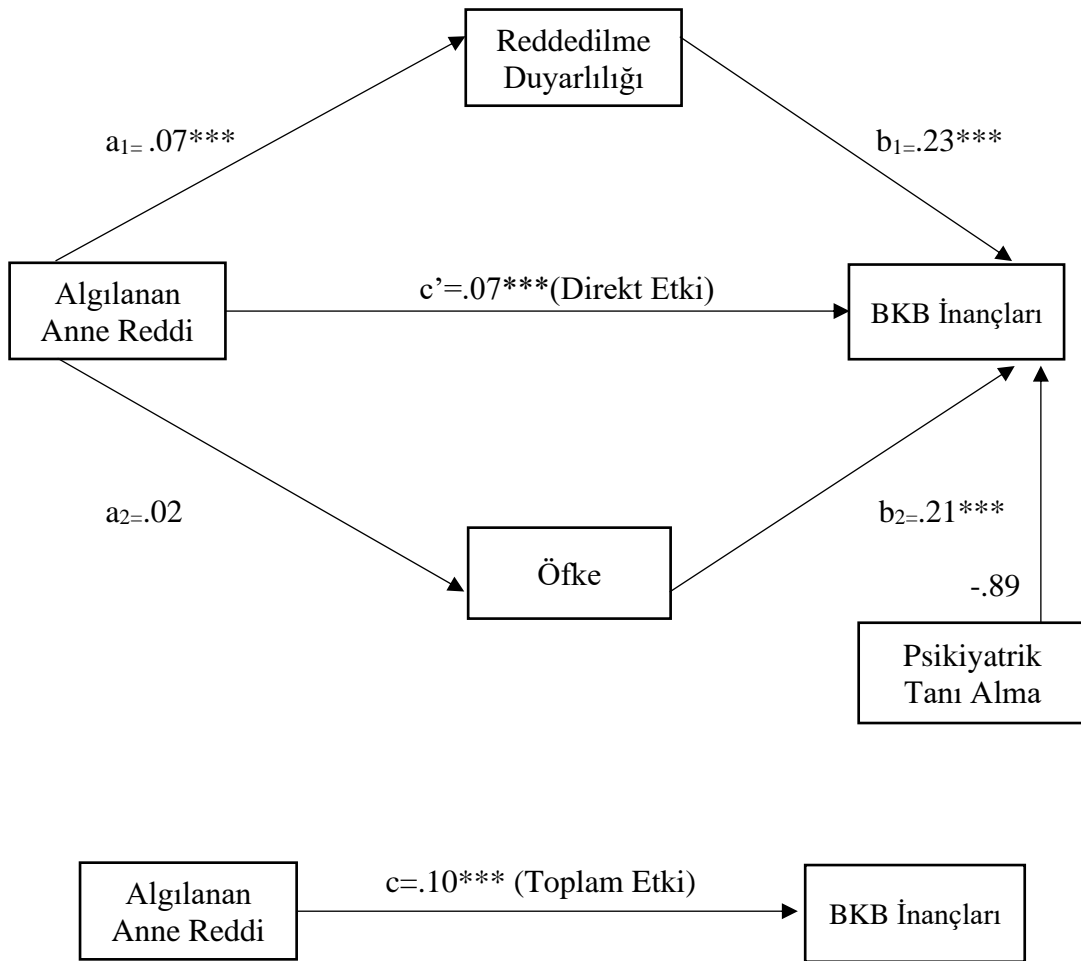 Reddedilme
Duyarlılığı
a1= .07***
b1=.23***
Algılanan
Anne Reddi
c’=.07***(Direkt Etki)
BKB İnançları
a2=.02
b2=.21***
Öfke
-.89
Psikiyatrik
Tanı Alma
Algılanan
Anne Reddi
c=.10*** (Toplam Etki)
BKB İnançları